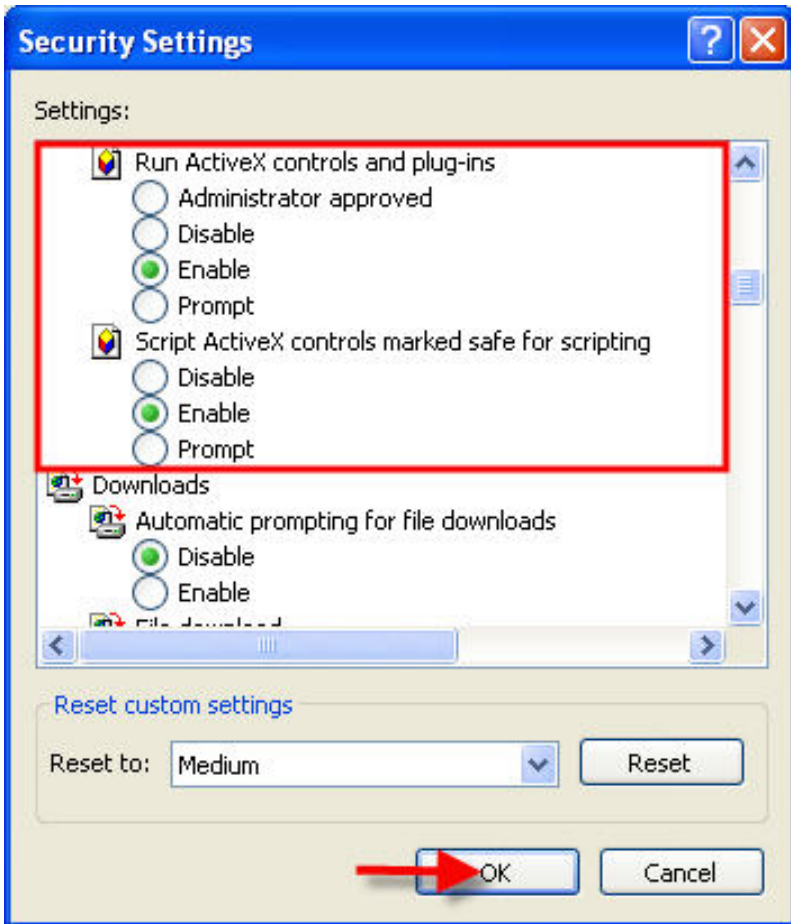 Security Settings
Settings:
Run ActiveX controls and plug-ins
Administrator approved
Disable
Enable
Prompt
Script ActiveX controls marked safe for scripting
Disable
Enable
Prompt
Downloads
Automatic prompting for file downloads
Disable
Enable
File download
Reset custom settings
Reset to:
Medium
Reset
OK
Cancel